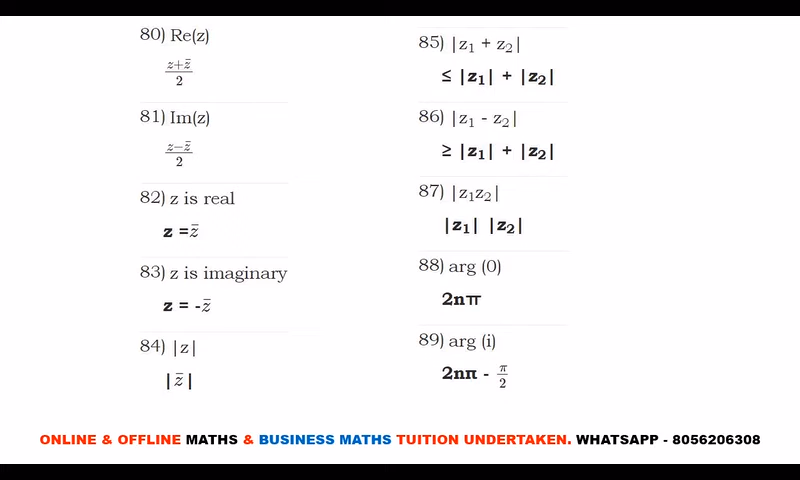 80) Re(z)
z+z̄/2
81) Im(z)
z−z̄/2
82) z is real
z =z̄
83) z is imaginary
z = -z̄
84) |z|
|z̄|
85) |z₁ + z₂|
≤ |z₁| + |z₂|
86) |z₁ - z₂|
≥ |z₁| + |z₂|
87) |z₁z₂|
|z₁| |z₂|
88) arg (0)
2nπ
89) arg (i)
2nπ - π/2
ONLINE & OFFLINE MATHS & BUSINESS MATHS TUITION UNDERTAKEN. WHATSAPP - 8056206308